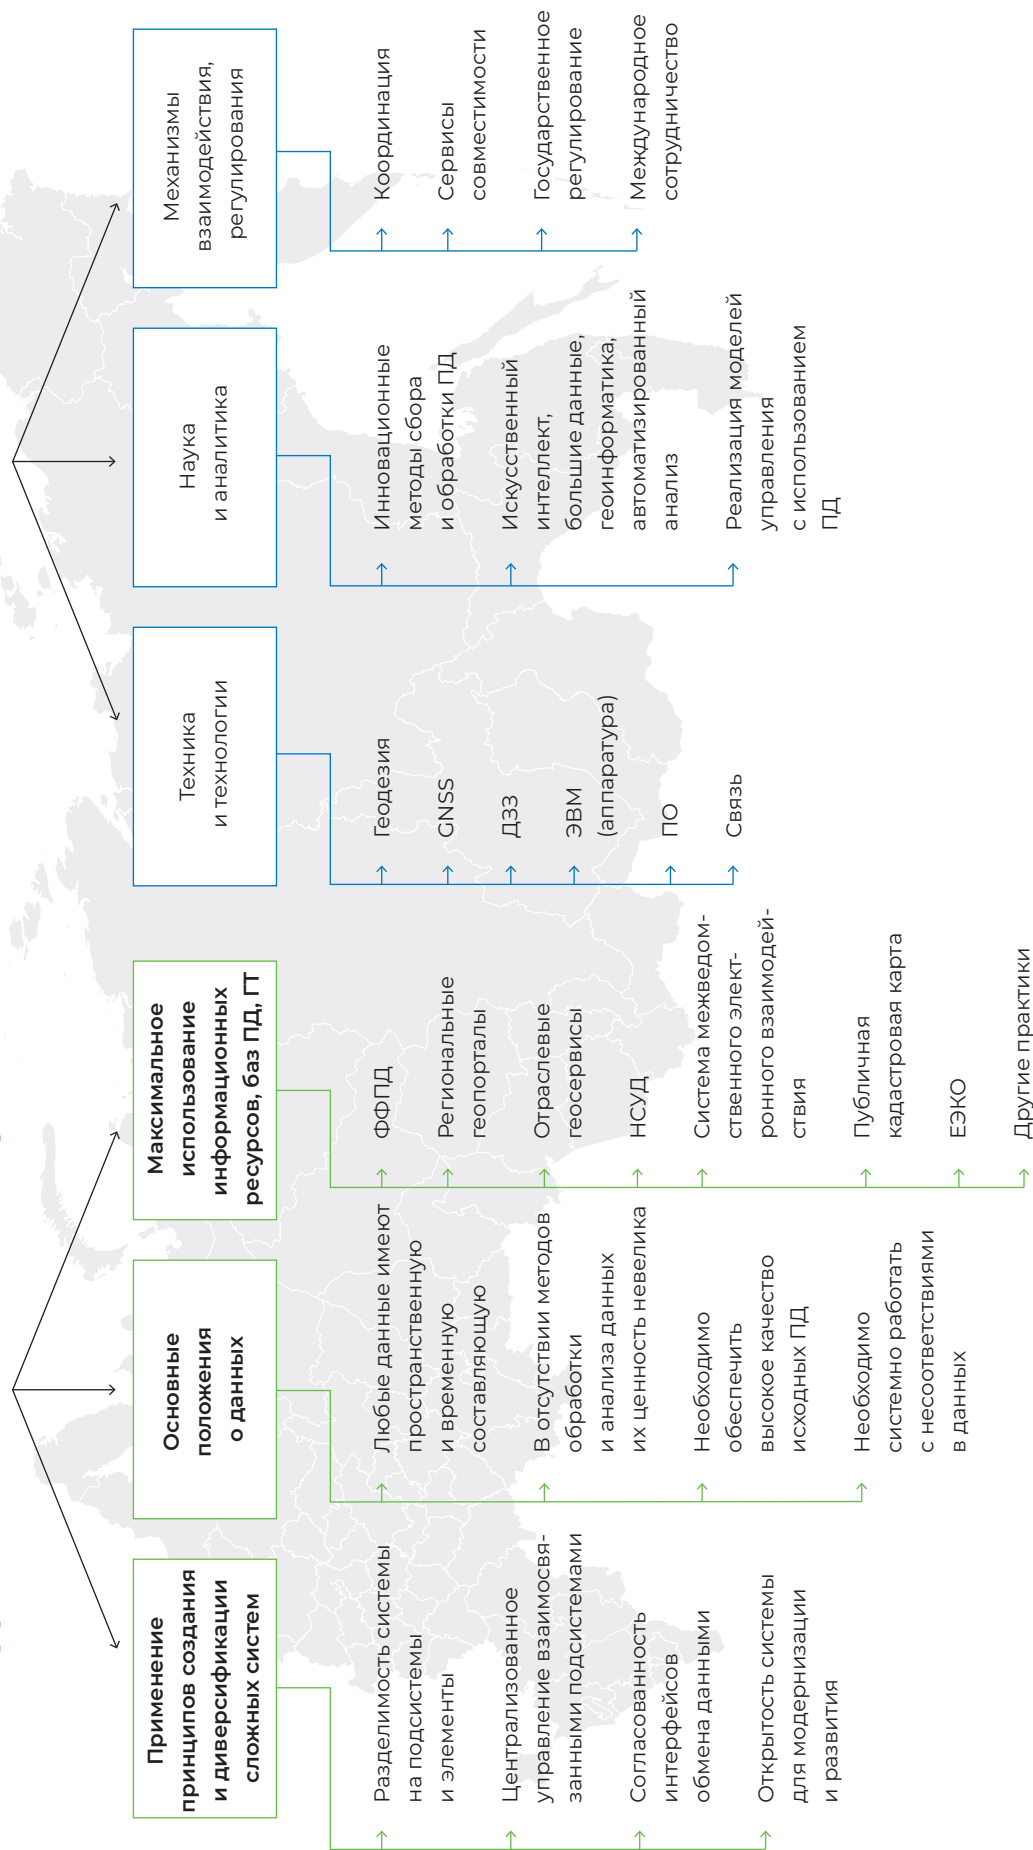 Применение
принципов создания
и диверсификации
сложных систем
Разделимость системы
на подсистемы
и элементы
Централизованное
управление взаимосвя-
занными подсистемами
Согласованность
интерфейсов
обмена данными
Открытость системы
для модернизации
и развития
Основные
положения
о данных
Любые данные имеют
пространственную
и временную
составляющую
В отсутствии методов
обработки
и анализа данных
их ценность невелика
Необходимо
обеспечить
высокое качество
исходных ПД
Необходимо
системно работать
с несоответствиями
в данных
Максимальное
использование
информационных
ресурсов, баз ПД, ГТ
ФФПД
Региональные
геопорталы
Отраслевые
геосервисы
НСУД
Система межведом-
ственного элект-
ронного взаимодей-
ствия
Публичная
кадастровая карта
ЕЭКО
Другие практики
Техника
и технологии
Геодезия
GNSS
ДЗЗ
ЭВМ
(аппаратура)
ПО
Связь
Наука
и аналитика
Инновационные
методы сбора
и обработки ПД
Искусственный
интеллект,
большие данные,
геоинформатика,
автоматизированный
анализ
Реализация моделей
управления
с использованием
ПД
Механизмы
взаимодействия,
регулирования
Координация
Сервисы
совместимости
Государственное
регулирование
Международное
сотрудничество